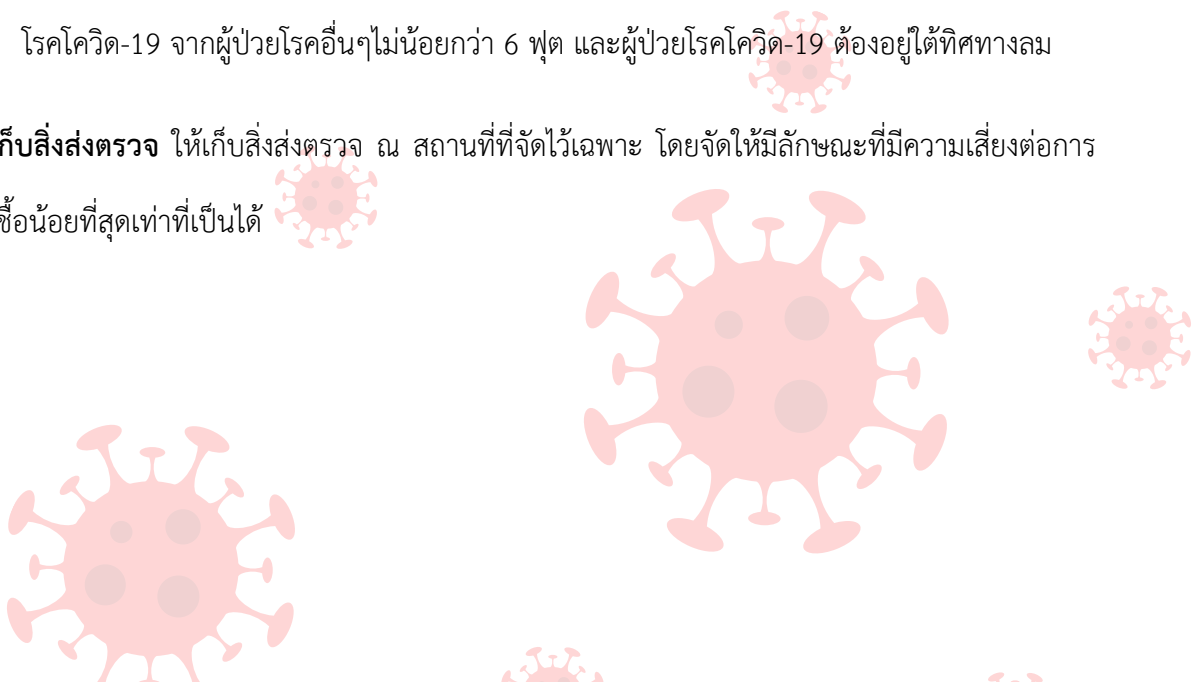 โรคโควิด-19 จากผู้ป่วยโรคอื่นๆไม่น้อยกว่า 6 ฟุต และผู้ป่วยโรคโควิด-19 ต้องอยู่ใต้ทิศทางลม
ก็บสิ่งส่งตรวจ ให้เก็บสิ่งส่งตรวจ ณ สถานที่ที่จัดไว้เฉพาะ โดยจัดให้มีลักษณะที่มีความเสี่ยงต่อการ
ชื้อน้อยที่สุดเท่าที่เป็นได้